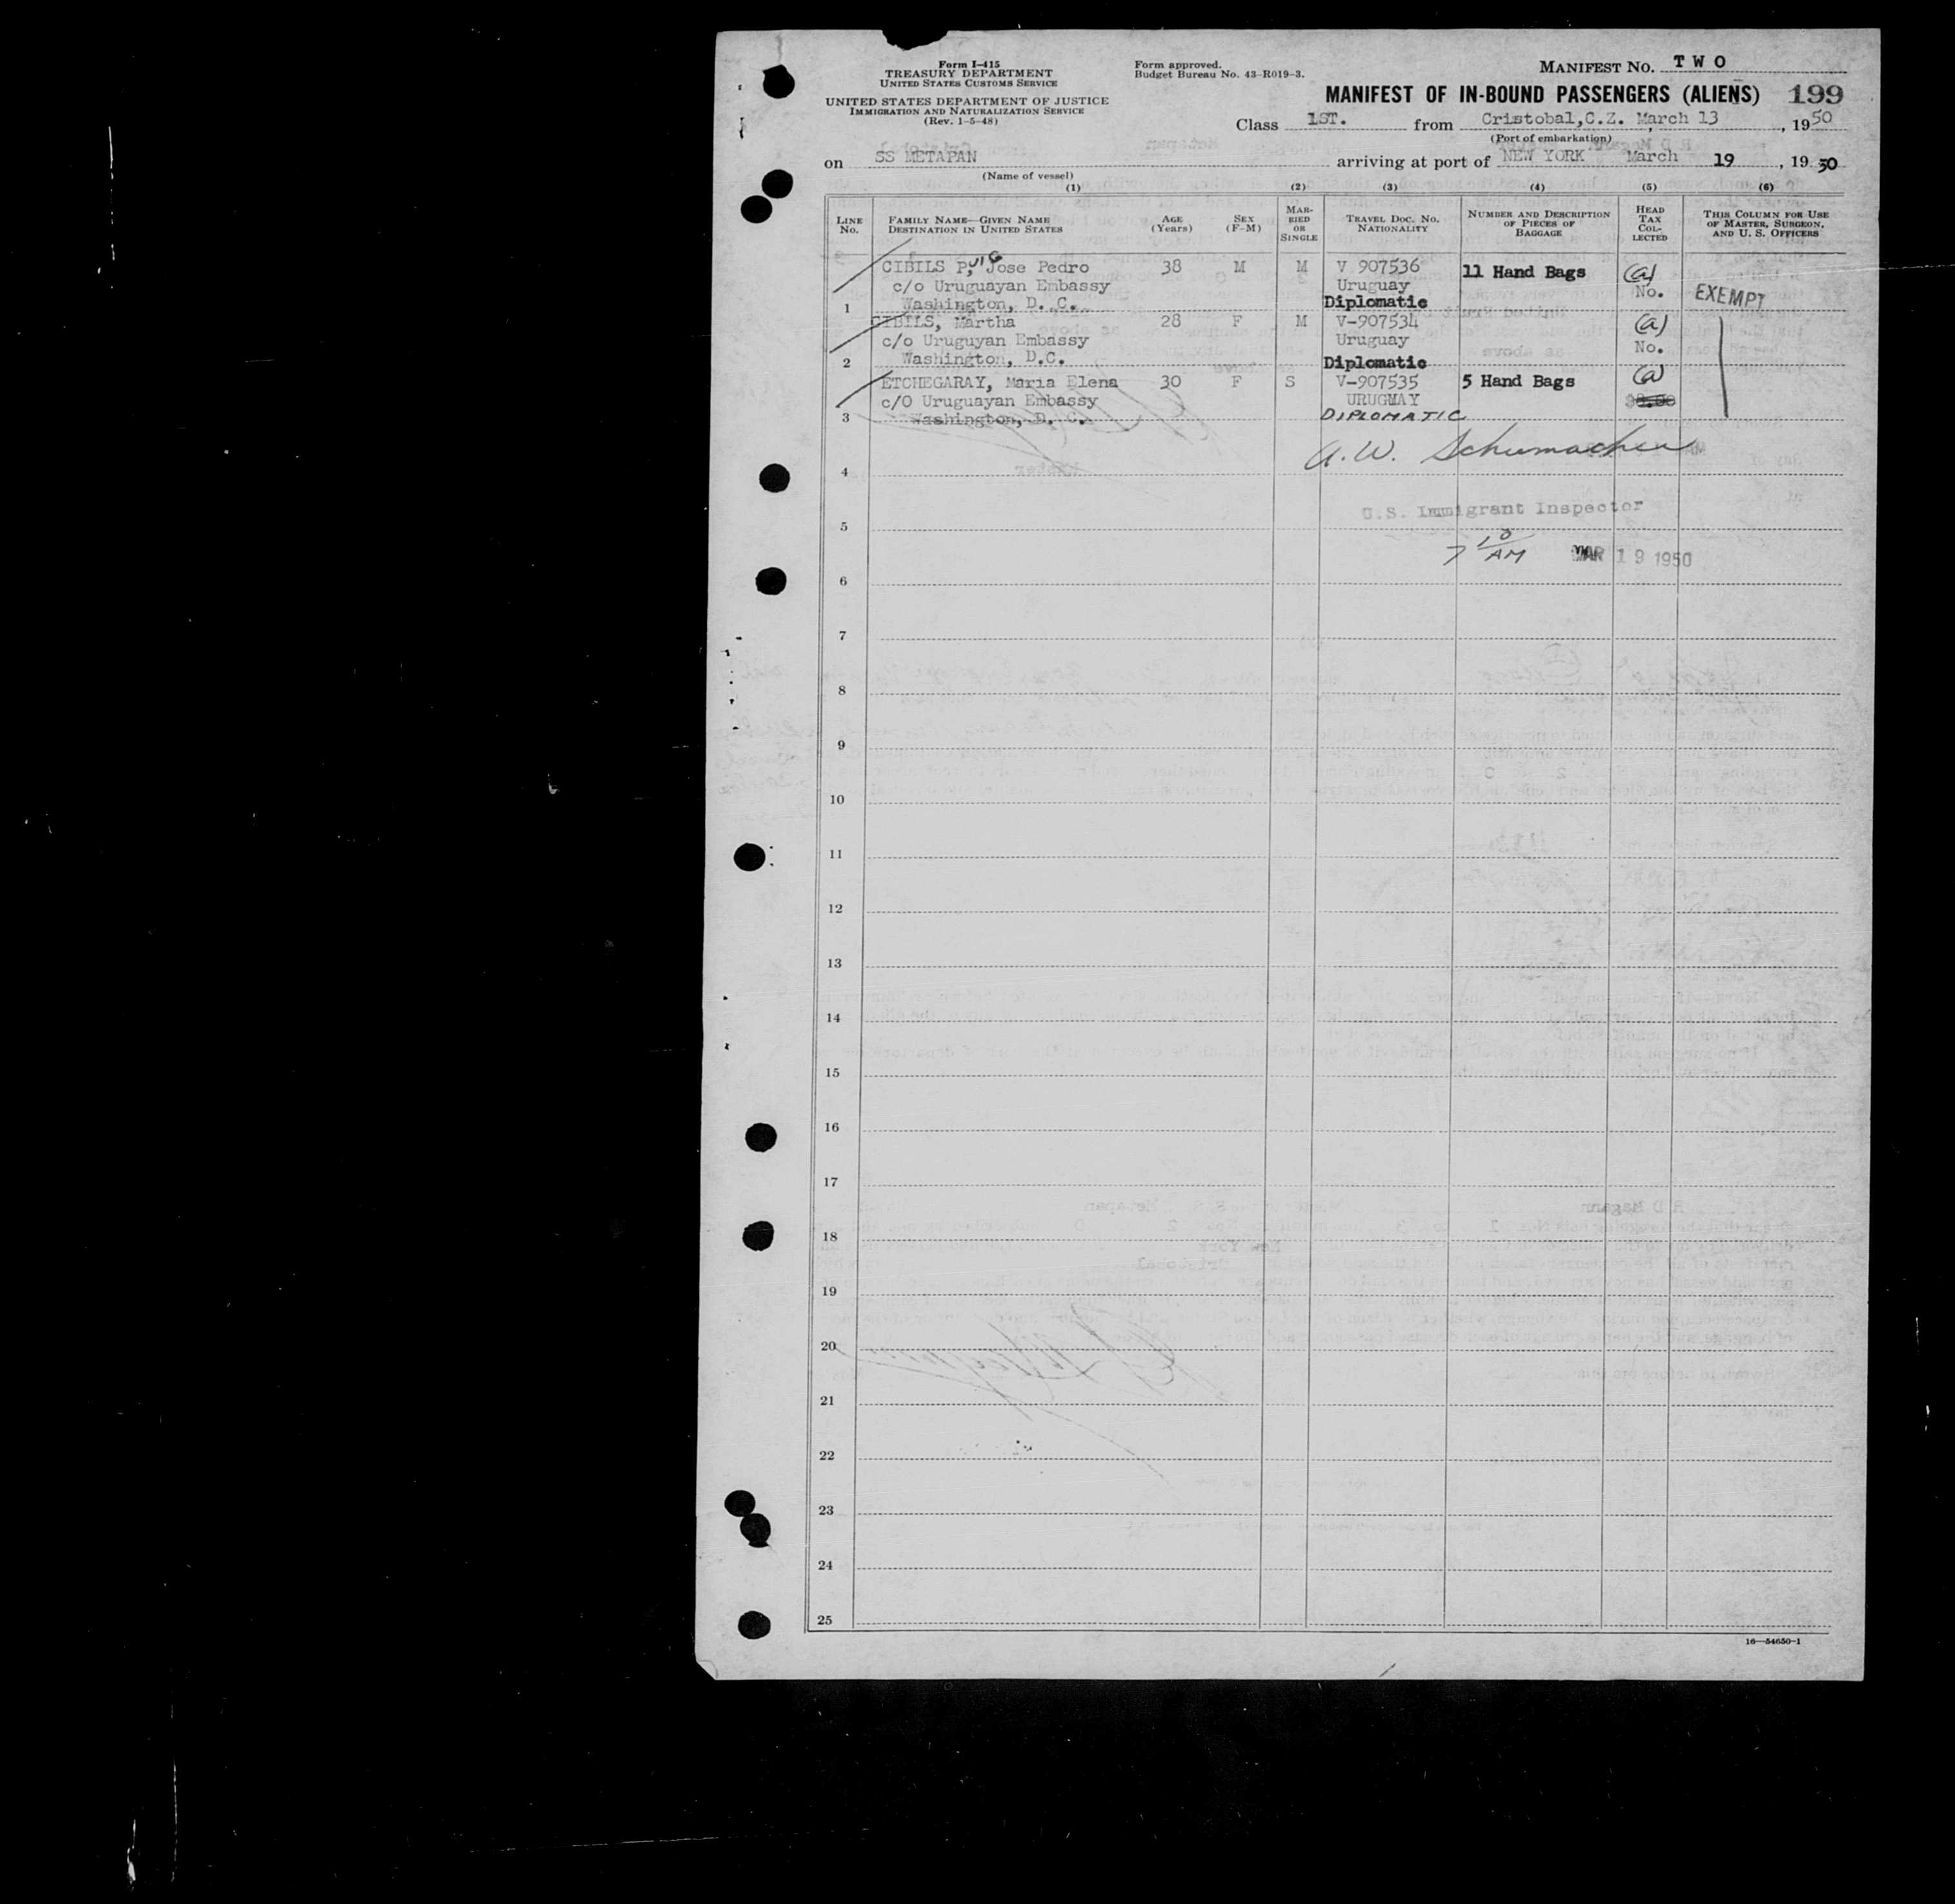 Form I-415
TREASURY DEPARTMENT
UNITED STATES CUSTOMS SERVICE
UNITED STATES DEPARTMENT OF JUSTICE
IMMIGRATION AND NATURALIZATION SERVICE
(Rev. 1-5-48)
Form approved.
Budget Bureau No. 43-R019-3.
MANIFEST NO. TWO
MANIFEST OF IN-BOUND PASSENGERS (ALIENS) 199
Class 1ST. from Cristobal,C.Z. March 13, 1950
(Port of embarkation)
on SS METAPAN arriving at port of NEW YORK March 19, 1950
(Name of vessel)
(1) (2) (3) (4) (5) (6)
LINE No. FAMILY NAME—GIVEN NAME DESTINATION IN UNITED STATES AGE (Years) SEX (F-M) MARRIED OR SINGLE TRAVEL DOC. NO. NATIONALITY NUMBER AND DESCRIPTION OF PIECES OF BAGGAGE HEAD TAX COLLECTED THIS COLUMN FOR USE OF MASTER, SURGEON, AND U. S. OFFICERS
CIBILS Puig, Jose Pedro 38 M M V 907536 11 Hand Bags (a)
c/o Uruguayan Embassy Uruguay No. EXEMPT
1 Washington, D. C. Diplomatic
CIBILS, Martha 28 F M V-907534 (a)
c/o Uruguyan Embassy Uruguay No.
2 Washington, D.C. Diplomatic
ETCHEGARAY, Maria Elena 30 F S V-907535 5 Hand Bags (a)
c/O Uruguayan Embassy URUGUAY
3 Washington, D. C. DIPLOMATIC
A. W. Schumacher
4
U.S. Immigrant Inspector
5
7 10 AM MAR 19 1950
6
7
8
9
10
11
12
13
14
15
16
17
18
19
20
21
22
23
24
25
16—54650-1